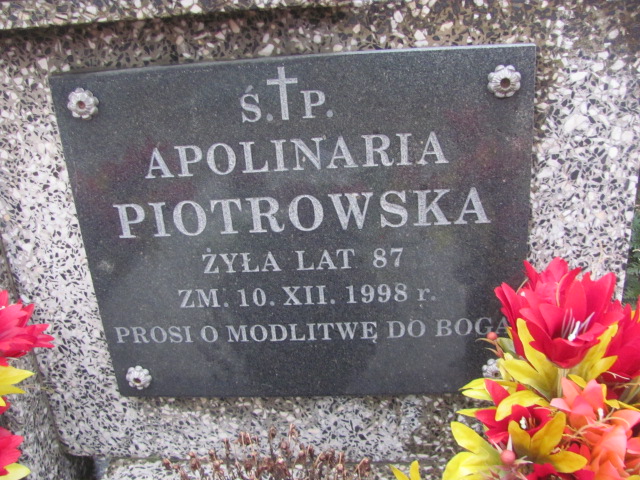 Ś.†P.
APOLINARIA
PIOTROWSKA
ŻYŁA LAT 87
ZM. 10. XII. 1998 r.
PROSI O MODLITWĘ DO BOGA